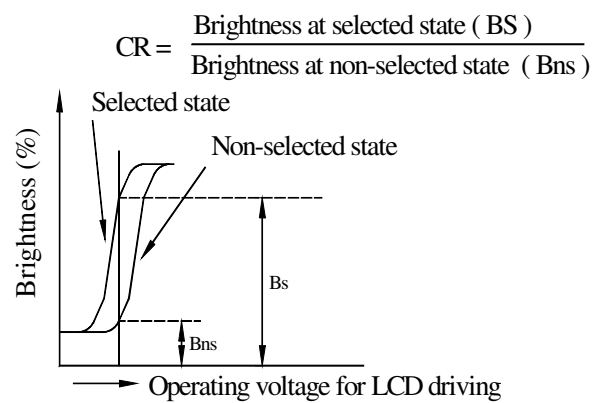 CR = Brightness at selected state ( BS )
Brightness at non-selected state ( Bns )
Selected state
Non-selected state
Brightness (%)
Bs
Bns
Operating voltage for LCD driving